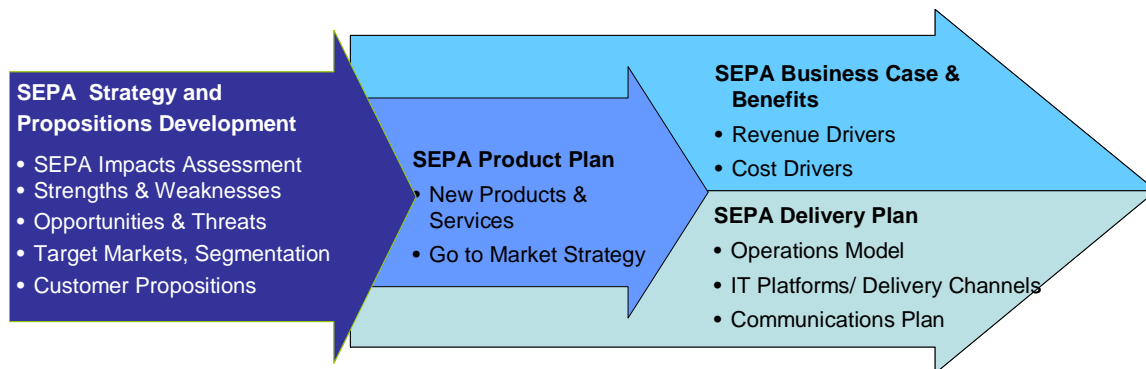 SEPA Strategy and
Propositions Development
• SEPA Impacts Assessment
• Strengths & Weaknesses
• Opportunities & Threats
• Target Markets, Segmentation
• Customer Propositions
SEPA Product Plan
• New Products &
Services
• Go to Market Strategy
SEPA Business Case &
Benefits
• Revenue Drivers
• Cost Drivers
SEPA Delivery Plan
• Operations Model
• IT Platforms/ Delivery Channels
• Communications Plan